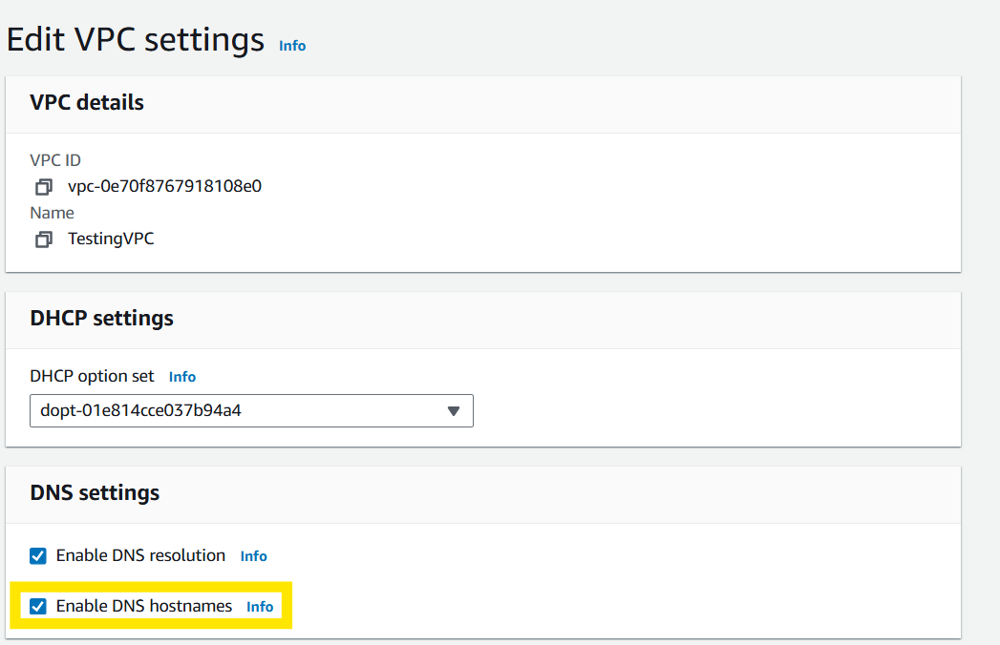 Edit VPC settings Info
VPC details
VPC ID
vpc-0e70f8767918108e0
Name
TestingVPC
DHCP settings
DHCP option set Info
dopt-01e814cce037b94a4
DNS settings
Enable DNS resolution Info
Enable DNS hostnames Info